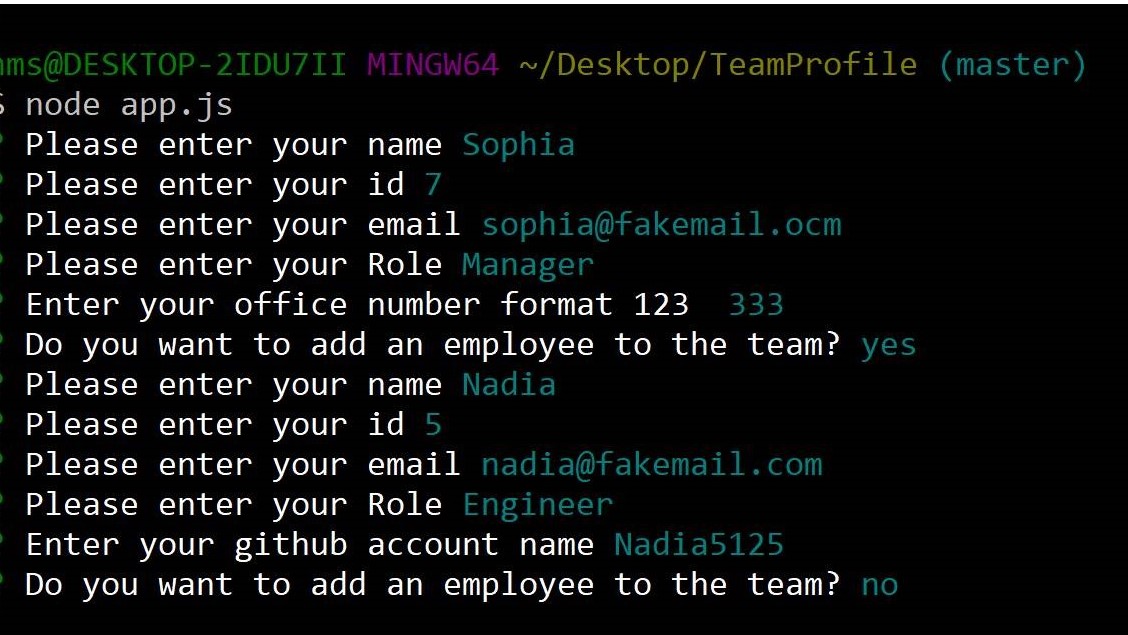 ms@DESKTOP-2IDU7II MINGW64 ~/Desktop/TeamProfile (master)
$ node app.js
? Please enter your name Sophia
? Please enter your id 7
? Please enter your email sophia@fakemail.ocm
? Please enter your Role Manager
? Enter your office number format 123  333
? Do you want to add an employee to the team? yes
? Please enter your name Nadia
? Please enter your id 5
? Please enter your email nadia@fakemail.com
? Please enter your Role Engineer
? Enter your github account name Nadia5125
? Do you want to add an employee to the team? no